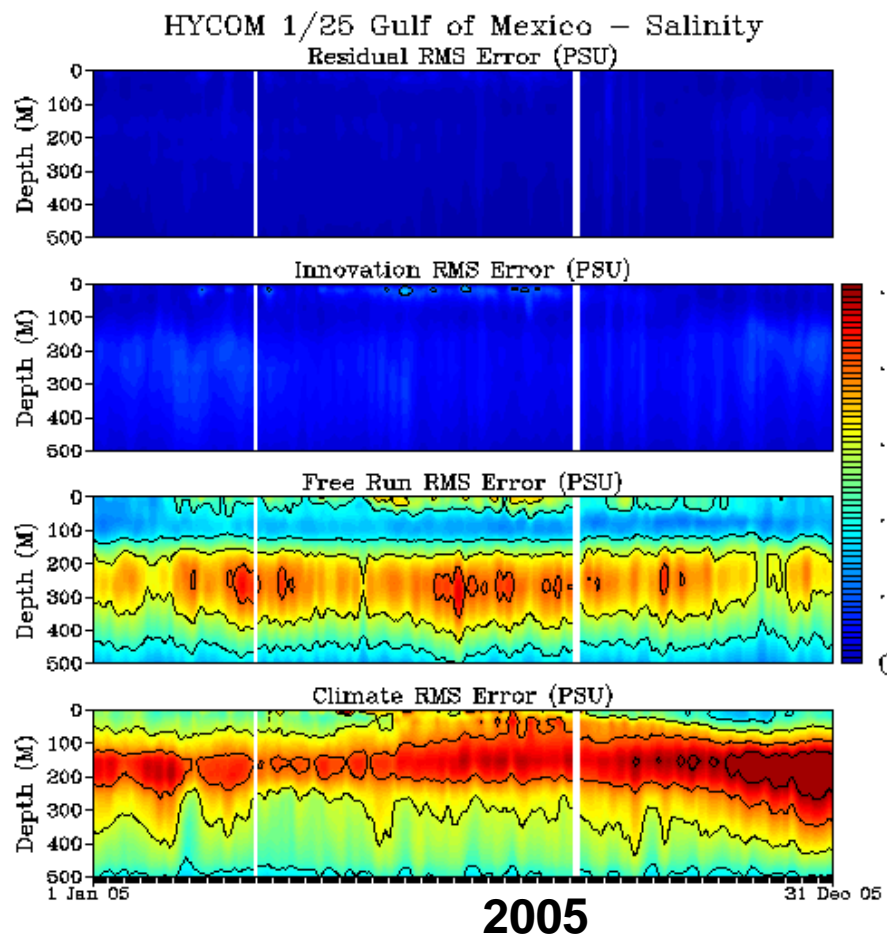 HYCOM 1/25 Gulf of Mexico – Salinity
Residual RMS Error (PSU)
0
100
200
300
400
500
Depth (M)
Innovation RMS Error (PSU)
0
100
200
300
400
500
Depth (M)
Free Run RMS Error (PSU)
0
100
200
300
400
500
Depth (M)
Climate RMS Error (PSU)
0
100
200
300
400
500
Depth (M)
1 Jan 05
31 Dec 05
2005